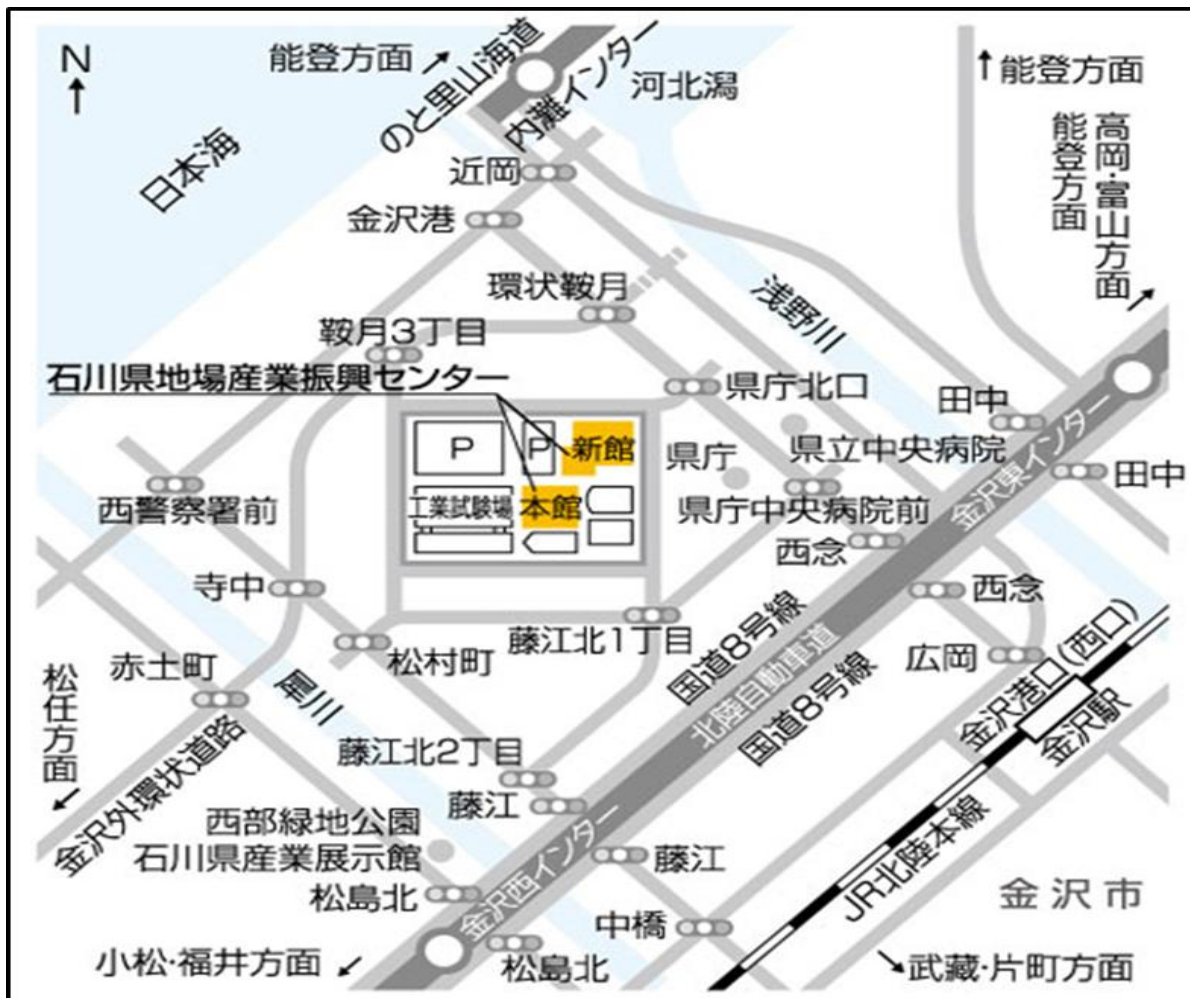 N
能登方面
のと里山海道
内灘インター
河北潟
能登方面
高岡・富山方面
能登方面
日本海
近岡
金沢港
環状鞍月
浅野川
鞍月3丁目
石川県地場産業振興センター
県庁北口
田中
P
P
新館
県庁
県立中央病院
金沢東インター
田中
西警察署前
工業試験場
本館
県庁中央病院前
西念
寺中
西念
藤江北1丁目
国道8号線
北陸自動車道
国道8号線
広岡
金沢港口(西口)
金沢駅
松村町
赤土町
犀川
松任方面
金沢外環状道路
藤江北2丁目
藤江
西部緑地公園
石川県産業展示館
金沢西インター
藤江
JR北陸本線
松島北
金沢市
中橋
小松・福井方面
松島北
武蔵・片町方面